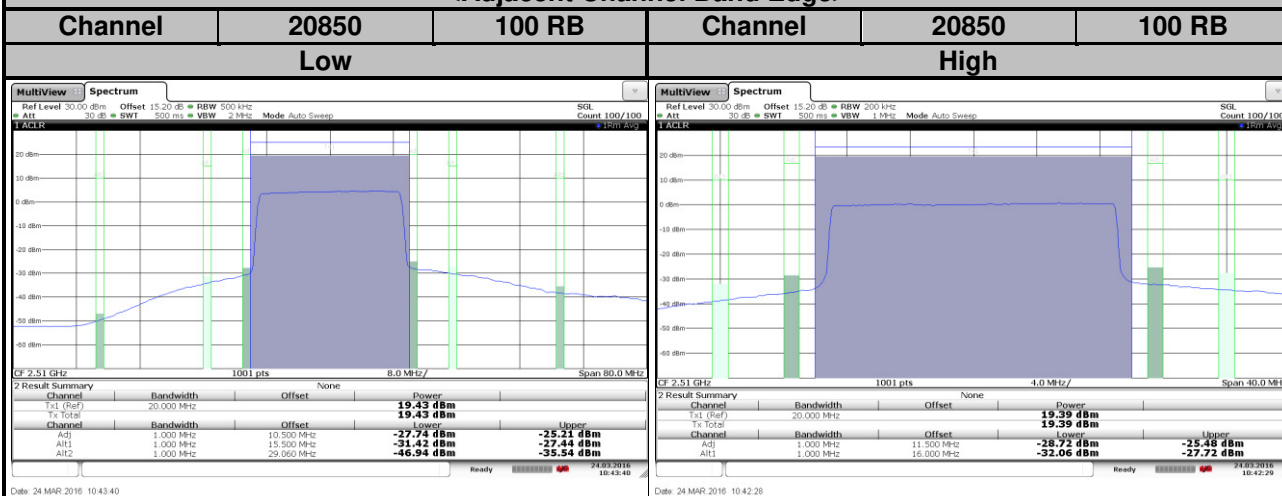 Channel 20850 100 RB Channel 20850 100 RB
Low High
MultiView Spectrum
Ref Level 30.00 dBm Offset 15.20 dB RBW 500 kHz SGL
Att 30 dB SWT 500 ms VBW 2 MHz Mode Auto Sweep Count 100/100
1 ACLR 1Rm Avg
20 dBm
10 dBm
0 dBm
-10 dBm
-20 dBm
-30 dBm
-40 dBm
-50 dBm
-60 dBm
CF 2.51 GHz 1001 pts 8.0 MHz/ Span 80.0 MHz
2 Result Summary None
Channel Bandwidth Offset Power
Tx1 (Ref) 20.000 MHz 19.43 dBm
Tx Total 19.43 dBm
Channel Bandwidth Offset Lower Upper
Adj 1.000 MHz 10.500 MHz -27.74 dBm -25.21 dBm
Alt1 1.000 MHz 15.500 MHz -31.42 dBm -27.44 dBm
Alt2 1.000 MHz 29.060 MHz -46.94 dBm -35.54 dBm
Ready 24.03.2016
10:43:40
Date: 24.MAR.2016 10:43:40
MultiView Spectrum
Ref Level 30.00 dBm Offset 15.20 dB RBW 200 kHz SGL
Att 30 dB SWT 500 ms VBW 1 MHz Mode Auto Sweep Count 100/100
1 ACLR 1Rm Avg
20 dBm
10 dBm
0 dBm
-10 dBm
-20 dBm
-30 dBm
-40 dBm
-50 dBm
-60 dBm
CF 2.51 GHz 1001 pts 4.0 MHz/ Span 40.0 MHz
2 Result Summary None
Channel Bandwidth Offset Power
Tx1 (Ref) 20.000 MHz 19.39 dBm
Tx Total 19.39 dBm
Channel Bandwidth Offset Lower Upper
Adj 1.000 MHz 11.500 MHz -28.72 dBm -25.48 dBm
Alt1 1.000 MHz 16.000 MHz -32.06 dBm -27.72 dBm
Ready 24.03.2016
10:42:29
Date: 24.MAR.2016 10:42:28